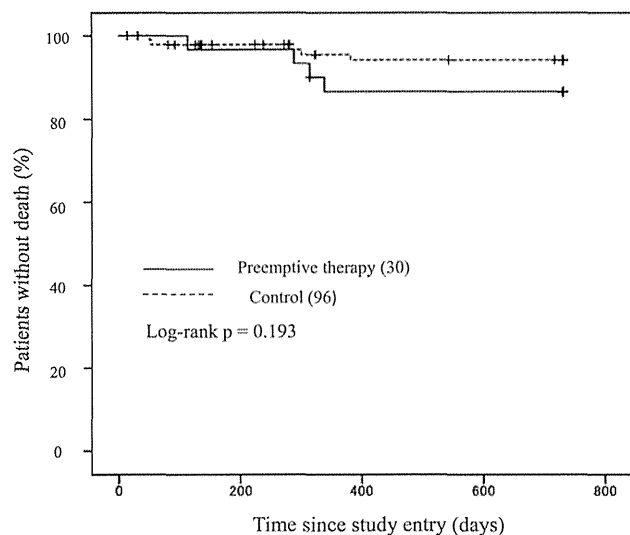 100
80
60
40
20
0
Patients without death (%)
Preemptive therapy (30)
Control (96)
Log-rank p = 0.193
0 200 400 600 800
Time since study entry (days)